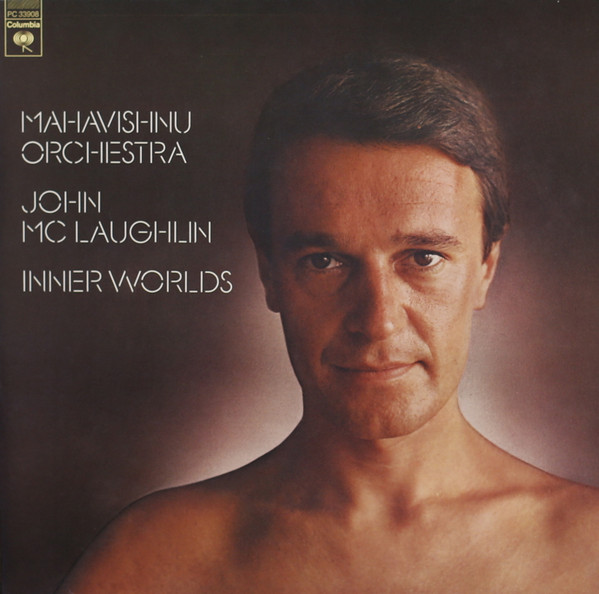 PC 33908
Columbia
MAHAVISHNU
ORCHESTRA
JOHN
MC LAUGHLIN
INNER WORLDS